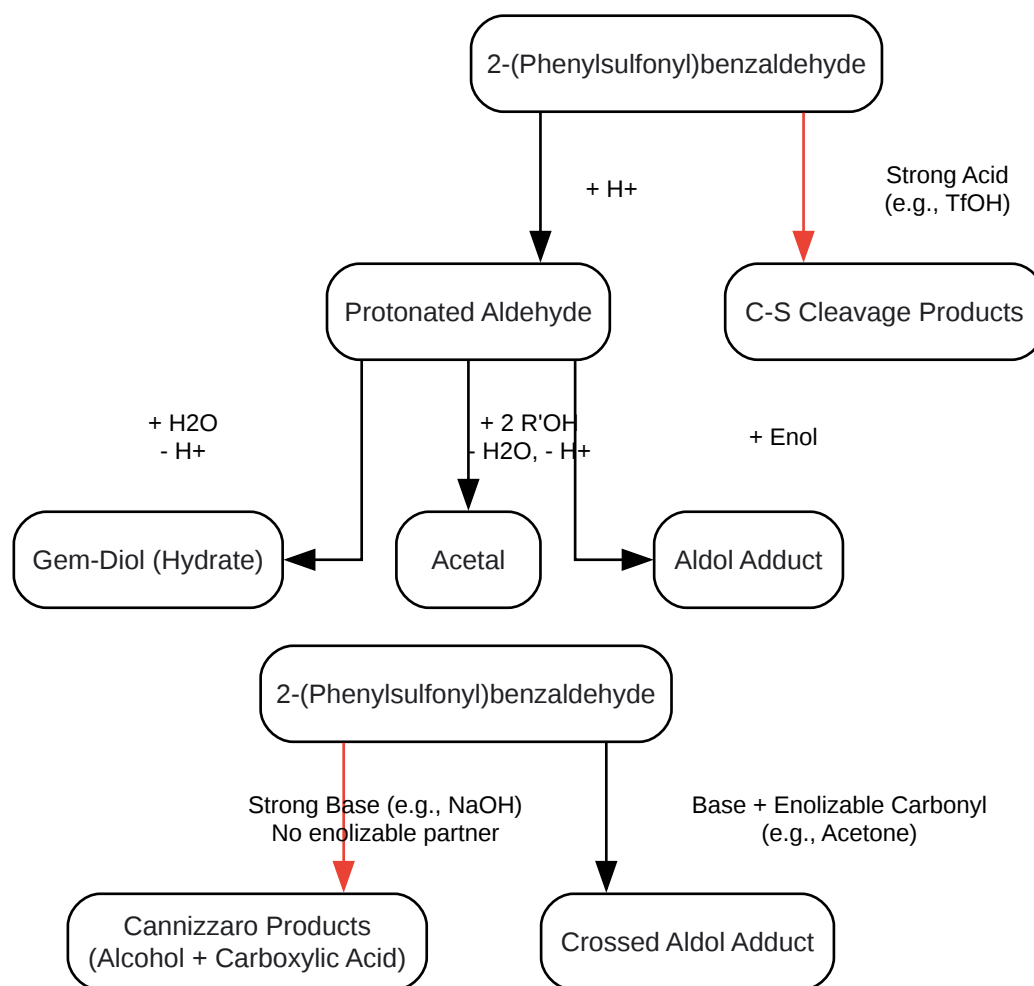 2-(Phenylsulfonyl)benzaldehyde
+ H+
Strong Acid
(e.g., TfOH)
Protonated Aldehyde
C-S Cleavage Products
+ H2O
- H+
+ 2 R'OH
- H2O, - H+
+ Enol
Gem-Diol (Hydrate)
Acetal
Aldol Adduct
2-(Phenylsulfonyl)benzaldehyde
Strong Base (e.g., NaOH)
No enolizable partner
Base + Enolizable Carbonyl
(e.g., Acetone)
Cannizzaro Products
(Alcohol + Carboxylic Acid)
Crossed Aldol Adduct